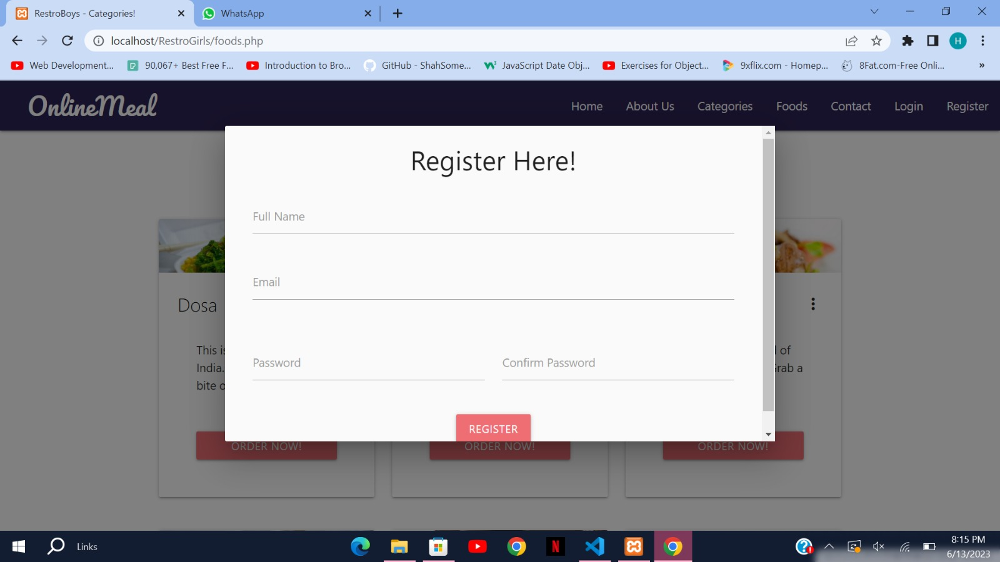 RestroBoys - Categories!
WhatsApp
localhost/RestroGirls/foods.php
H
Web Development...
90,067+ Best Free F...
Introduction to Bro...
GitHub - ShahSome...
JavaScript Date Obj...
Exercises for Object...
9xflix.com - Homep...
8Fat.com-Free Onli...
»
OnlineMeal
Home
About Us
Categories
Foods
Contact
Login
Register
Register Here!
Full Name
Email
Password
Confirm Password
REGISTER
Dosa
This is
India.
bite o
of
Grab a
ORDER NOW!
ORDER NOW!
ORDER NOW!
Links
8:15 PM
6/13/2023